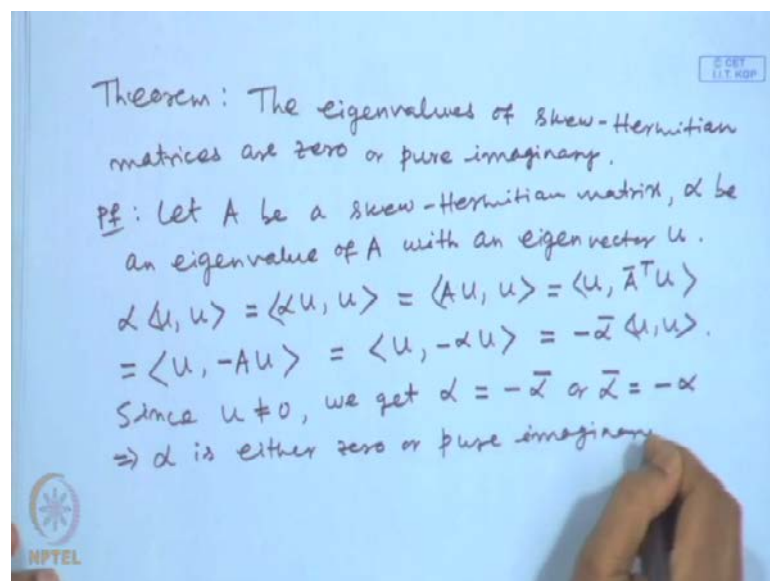 © CET
I.I.T. KGP
Theorem: The eigenvalues of skew-Hermitian
matrices are zero or pure imaginary.
Pf: Let A be a skew-Hermitian matrix, α be
an eigenvalue of A with an eigenvector u.
α⟨u, u⟩ = ⟨αu, u⟩ = ⟨Au, u⟩ = ⟨u, Āᵀu⟩
= ⟨u, -Au⟩ = ⟨u, -αu⟩ = -ᾱ⟨u, u⟩.
Since u ≠ 0, we get α = -ᾱ or ᾱ = -α
⇒ α is either zero or pure imaginary
NPTEL